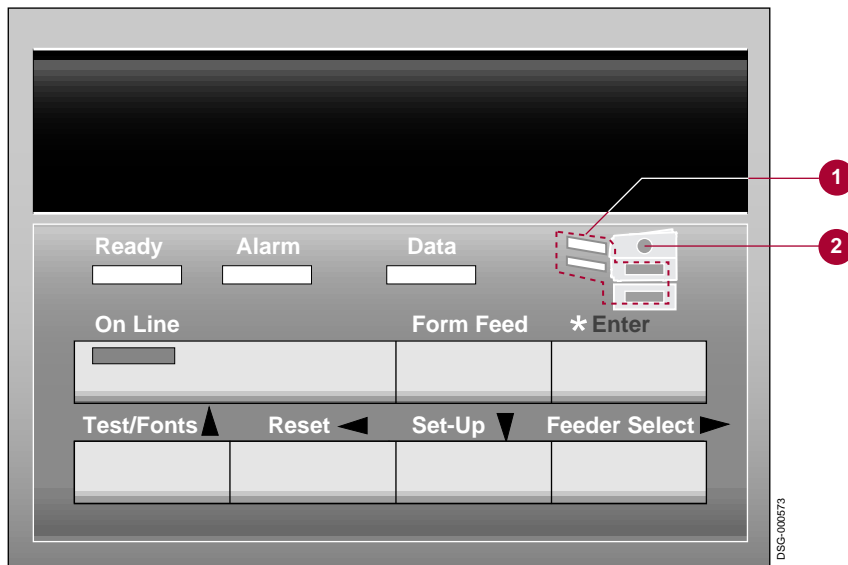 1
Ready Alarm Data
2
On Line Form Feed *Enter
Test/Fonts Reset Set-Up Feeder Select
DSG-000573